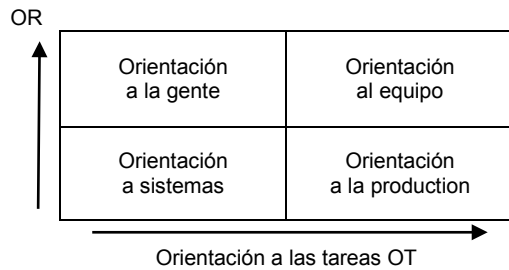 OR
Orientación
a la gente
Orientación
al equipo
Orientación
a sistemas
Orientación
a la production
Orientación a las tareas OT